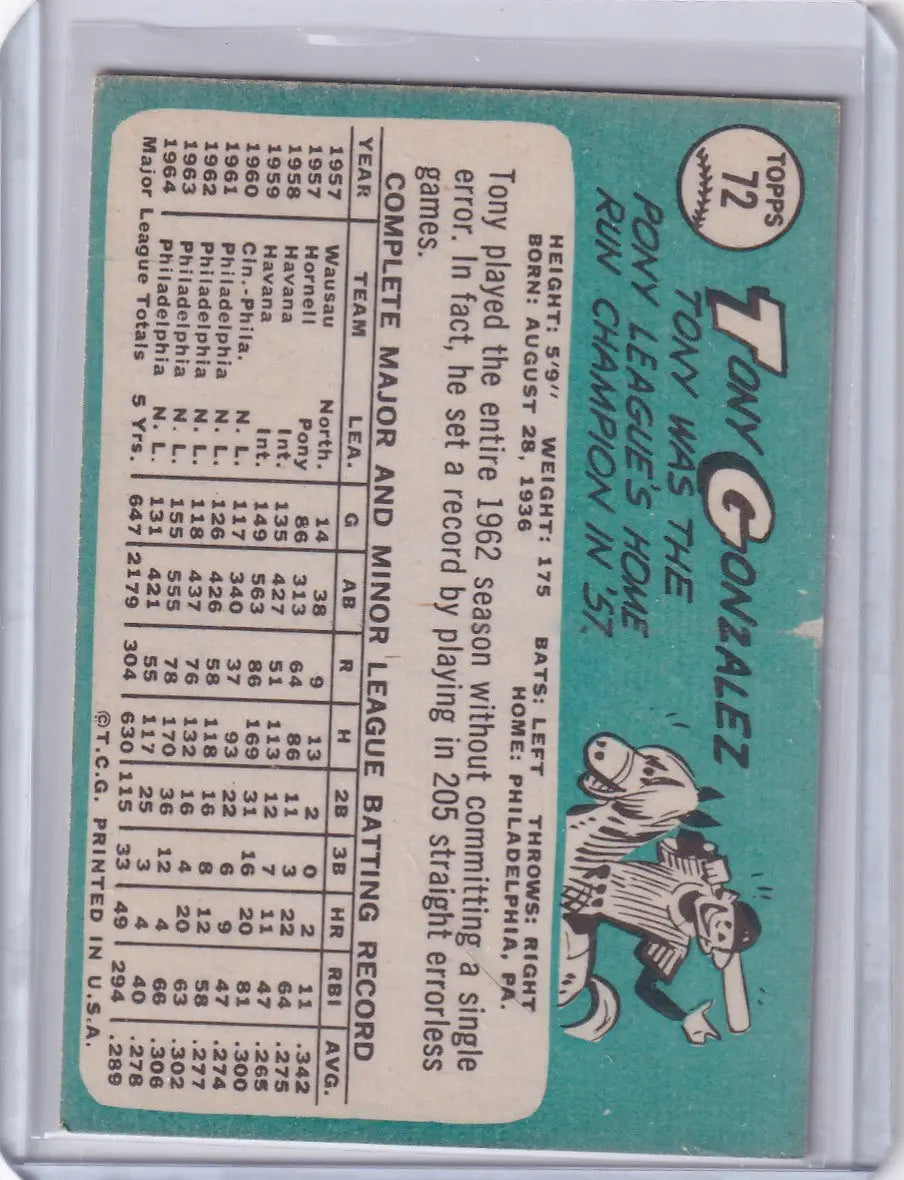 TOPPS
72
TONY GONZALEZ
TONY WAS THE
PONY LEAGUE'S HOME
RUN CHAMPION IN '57.
HEIGHT: 5'9" WEIGHT: 175 BATS: LEFT THROWS: RIGHT
BORN: AUGUST 28, 1936 HOME: PHILADELPHIA, PA.
Tony played the entire 1962 season without committing a single
error. In fact, he set a record by playing in 205 straight errorless
games.
COMPLETE MAJOR AND MINOR LEAGUE BATTING RECORD
YEAR TEAM LEA. G AB R H 2B 3B HR RBI AVG.
1957 Wausau North. 14 38 9 13 2 0 2 11 .342
1957 Hornell Pony 86 313 64 86 11 3 22 64 .275
1958 Havana Int. 135 427 51 113 12 7 11 47 .265
1959 Havana Int. 149 563 86 169 31 16 20 81 .300
1960 Cin.-Phila. N. L. 117 340 37 93 22 6 9 47 .274
1961 Philadelphia N. L. 126 426 58 118 16 8 12 58 .277
1962 Philadelphia N. L. 118 437 76 132 16 4 20 63 .302
1963 Philadelphia N. L. 155 555 78 170 36 12 4 66 .306
1964 Philadelphia N. L. 131 421 55 117 25 3 4 40 .278
Major League Totals 5 Yrs. 647 2179 304 630 115 33 49 294 .289
©T.C.G. PRINTED IN U.S.A.